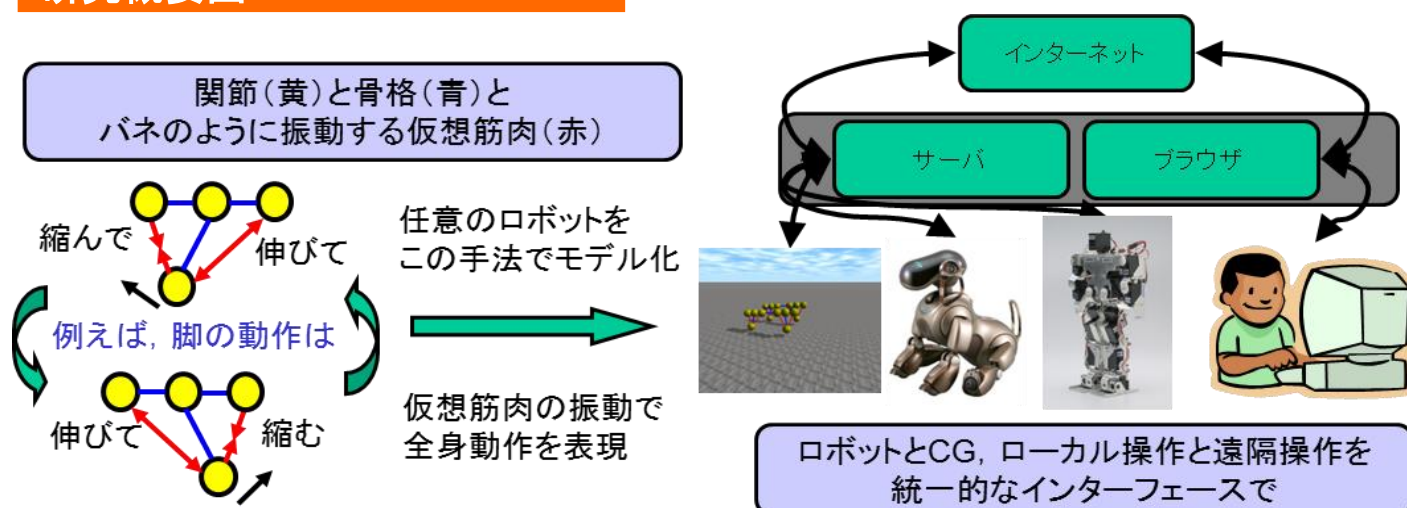 研究概要図
関節(黄)と骨格(青)と
バネのように振動する仮想筋肉(赤)
縮んで
伸びて
例えば, 脚の動作は
伸びて
縮む
任意のロボットを
この手法でモデル化
仮想筋肉の振動で
全身動作を表現
インターネット
サーバ
ブラウザ
ロボットとCG, ローカル操作と遠隔操作を
統一的なインターフェースで